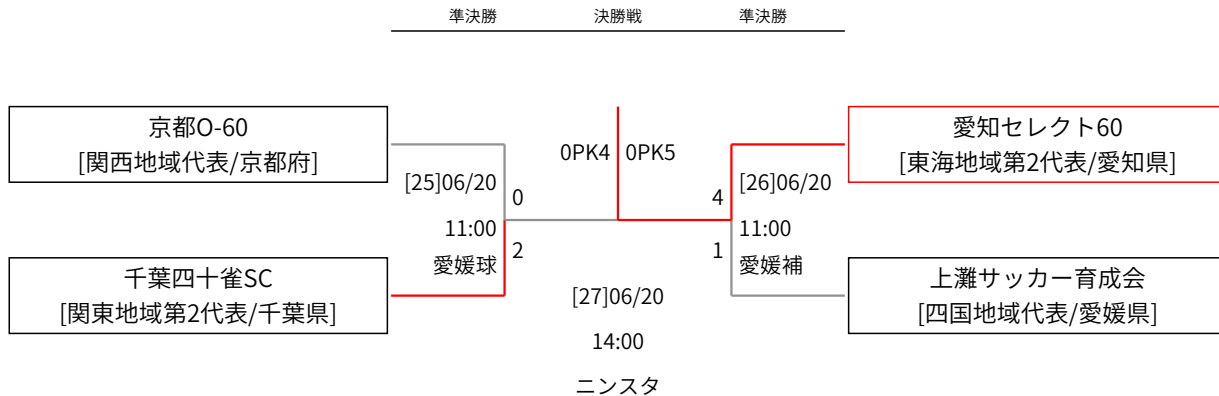 準決勝 決勝戦 準決勝
京都O-60
[関西地域代表/京都府]
千葉四十雀SC
[関東地域第2代表/千葉県]
[25]06/20
11:00
愛媛球
0
2
0PK4 0PK5
[27]06/20
14:00
ニンスタ
4
1
[26]06/20
11:00
愛媛補
愛知セレクト60
[東海地域第2代表/愛知県]
上灘サッカー育成会
[四国地域代表/愛媛県]